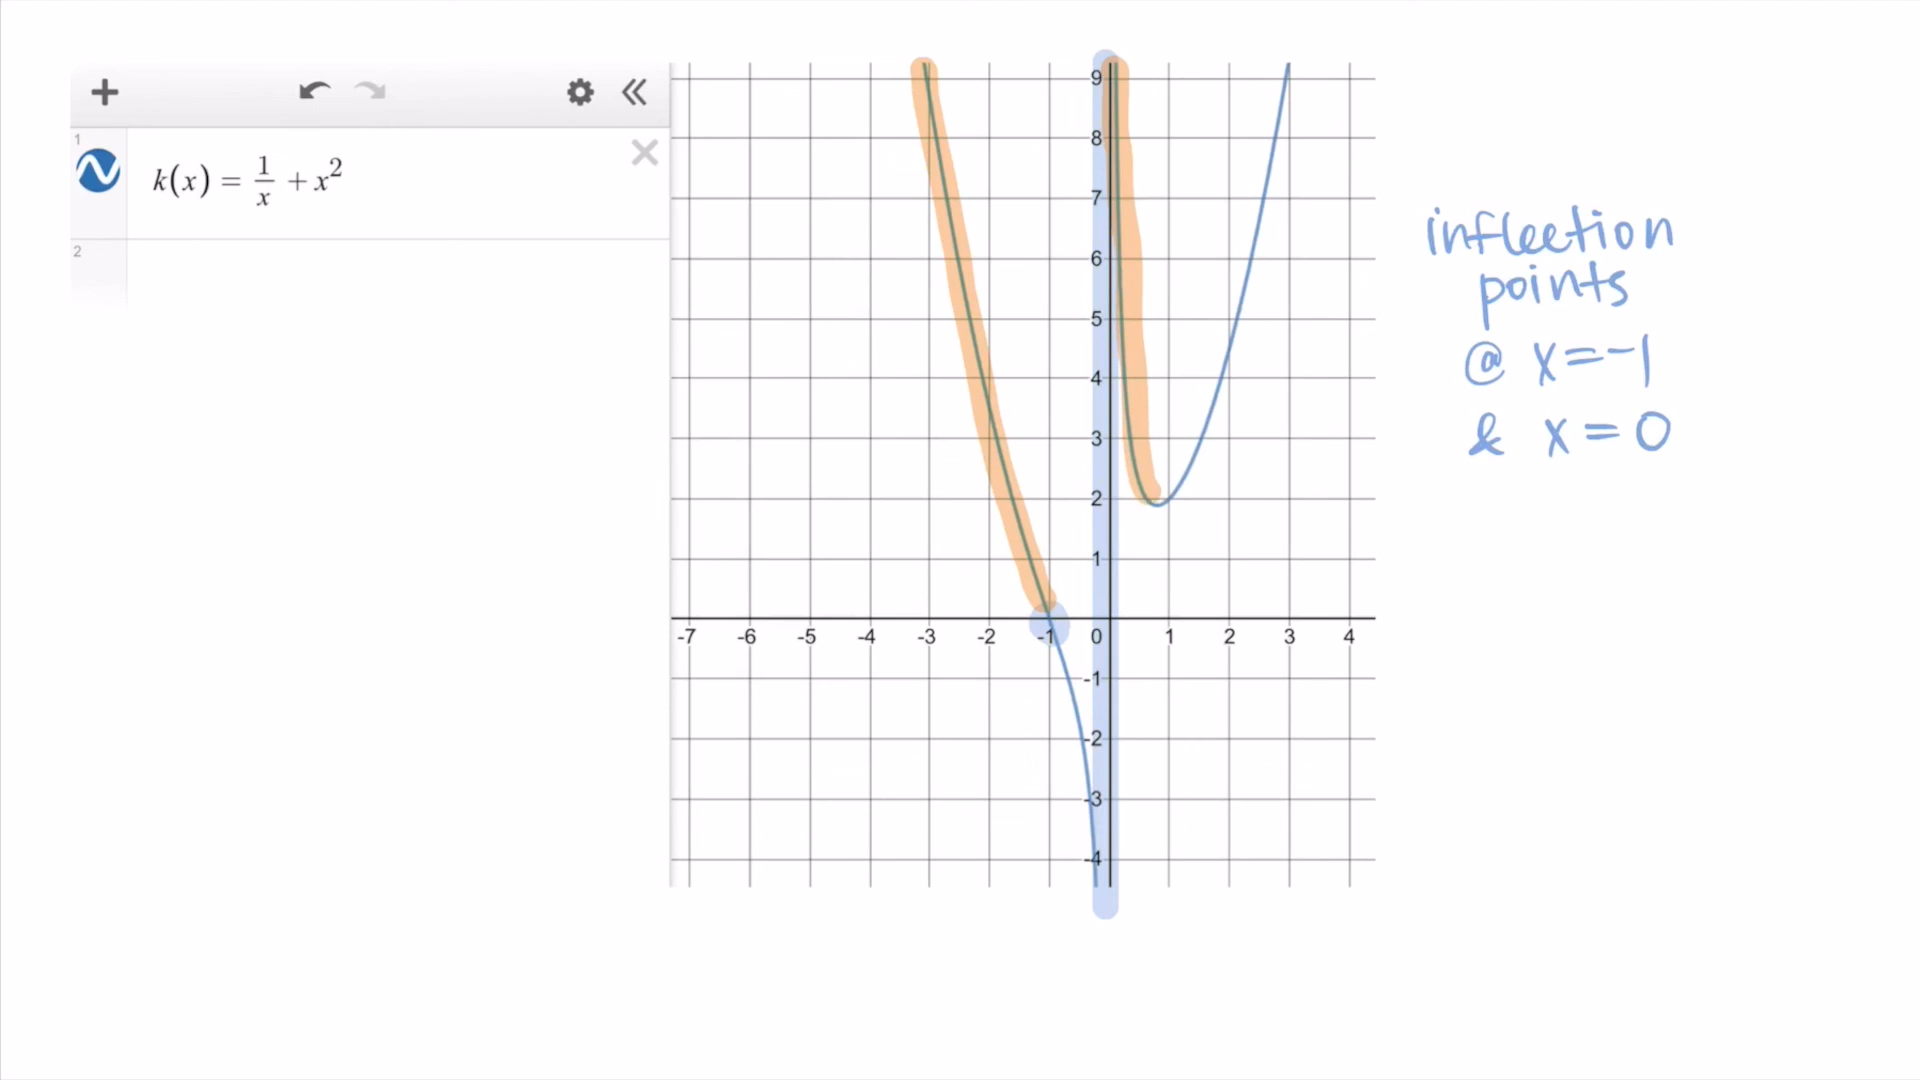 1
k(x) = 1/x + x²
2
9
8
7
6
5
4
3
2
1
-7 -6 -5 -4 -3 -2 -1 0 1 2 3 4
-1
-2
-3
-4
inflection
points
@ x=-1
& x=0